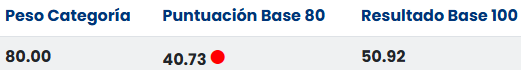 Peso Categoría Puntuación Base 80 Resultado Base 100
80.00 40.73 50.92